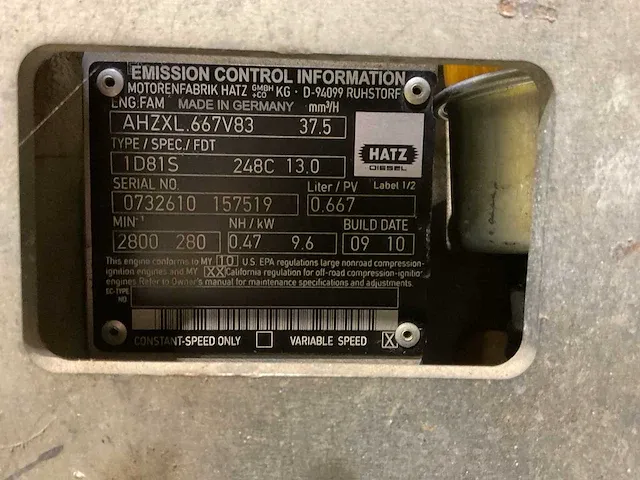 EMISSION CONTROL INFORMATION
MOTORENFABRIK HATZ GMBH +CO KG · D-94099 RUHSTORF
ENG.FAM MADE IN GERMANY mm³/H
AHZXL.667V83 37.5
HATZ
DIESEL
TYPE / SPEC./ FDT
1D81S 248C 13.0
SERIAL NO. Liter / PV Label 1/2
0732610 157519 0.667
MIN-¹ NH / kW BUILD DATE
2800 280 0.47 9.6 09 10
This engine conforms to MY 10 U.S. EPA regulations large nonroad compression-
ignition engines and MY XX California regulation for off-road compression-ignition
engines. Refer to Owner's manual for maintenance specifications and adjustments.
EC-TYPE
NO.
CONSTANT-SPEED ONLY VARIABLE SPEED X